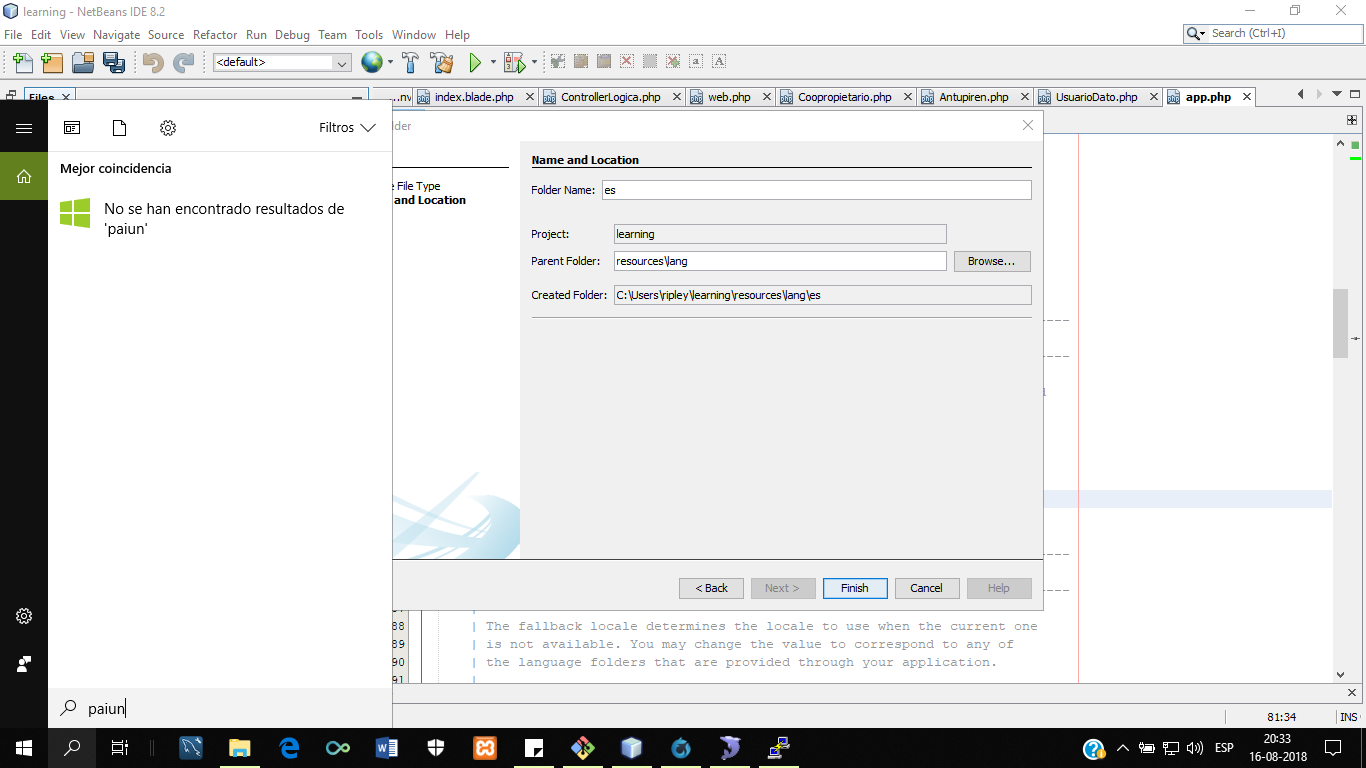 learning - NetBeans IDE 8.2
File Edit View Navigate Source Refactor Run Debug Team Tools Window Help
Search (Ctrl+I)
<default>
Files
index.blade.php ControllerLogica.php web.php Coopropietario.php Antupiren.php UsuarioDato.php app.php
Filtros
Mejor coincidencia
No se han encontrado resultados de
'paiun'
lder
e File Type
and Location
Name and Location
Folder Name: es
Project: learning
Parent Folder: resources\lang
Browse...
Created Folder: C:\Users\ripley\learning\resources\lang\es
< Back Next > Finish Cancel Help
88 | The fallback locale determines the locale to use when the current one
89 | is not available. You may change the value to correspond to any of
90 | the language folders that are provided through your application.
91 |
81:34 INS
paiun
ESP
20:33
16-08-2018